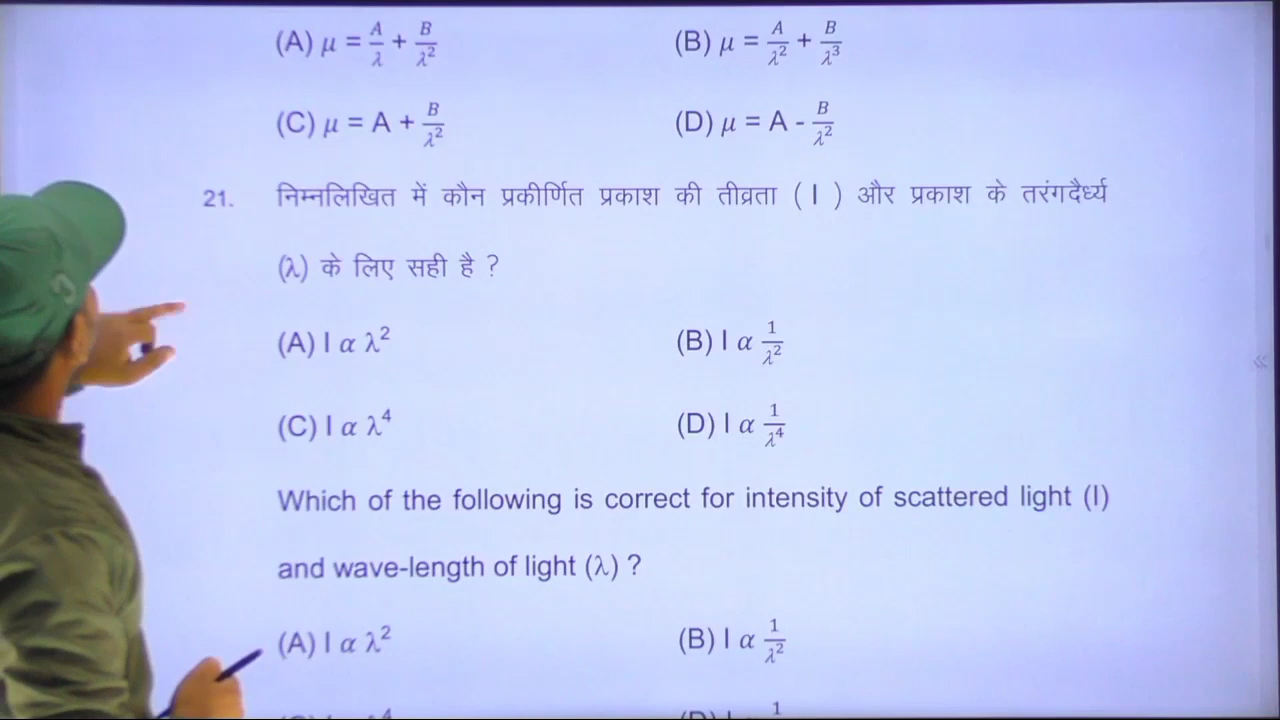 (A) μ = A/λ + B/λ² (B) μ = A/λ² + B/λ³
(C) μ = A + B/λ² (D) μ = A - B/λ²
21. निम्नलिखित में कौन प्रकीर्णित प्रकाश की तीव्रता ( I ) और प्रकाश के तरंगदैर्ध्य
(λ) के लिए सही है ?
(A) I α λ² (B) I α 1/λ²
(C) I α λ⁴ (D) I α 1/λ⁴
Which of the following is correct for intensity of scattered light (I)
and wave-length of light (λ) ?
(A) I α λ² (B) I α 1/λ²